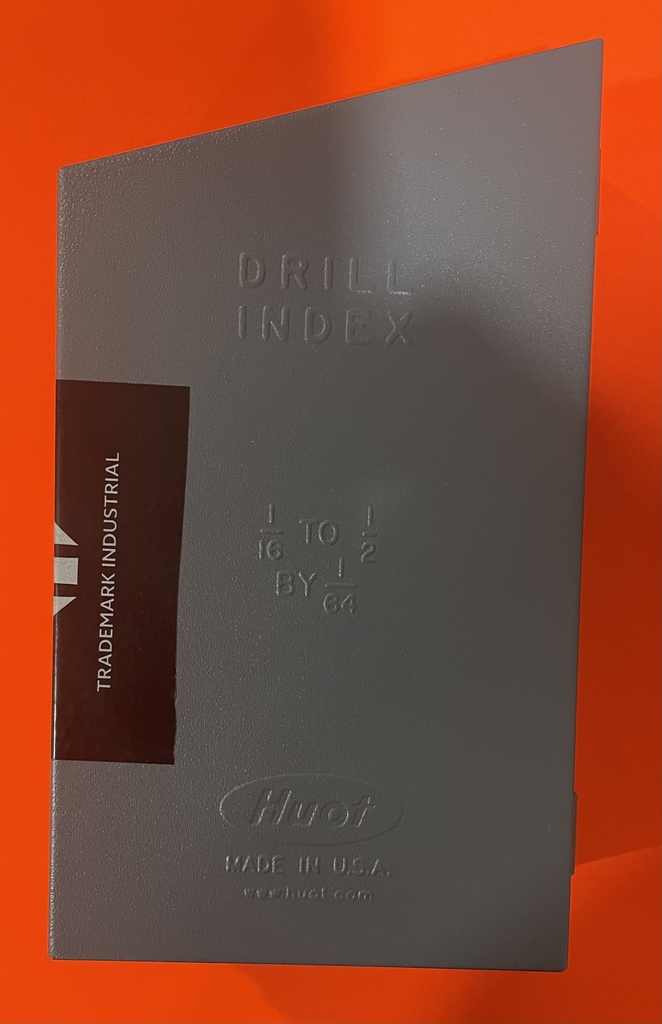 DRILL
INDEX
1/16 TO 1/2
BY 1/64
TRADEMARK INDUSTRIAL
Huot
MADE IN U.S.A.
www.huot.com